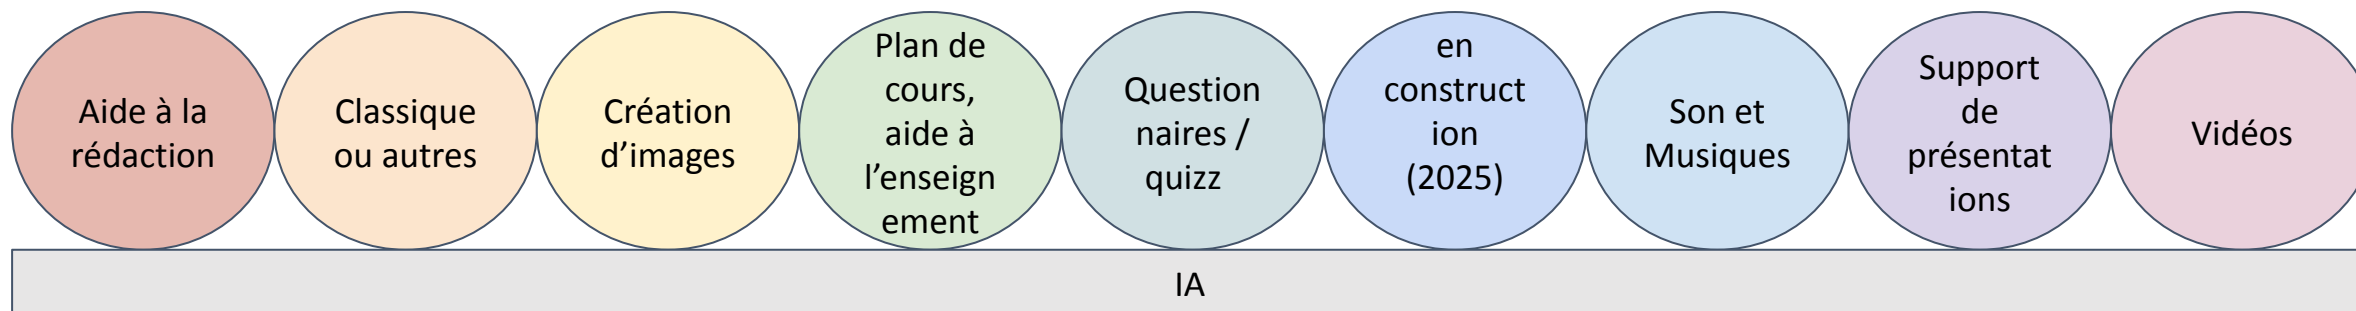 Aide à la
rédaction
Classique
ou autres
Création
d’images
Plan de
cours,
aide à
l’enseign
ement
Question
naires /
quizz
en
construct
ion
(2025)
Son et
Musiques
Support
de
présentat
ions
Vidéos
IA